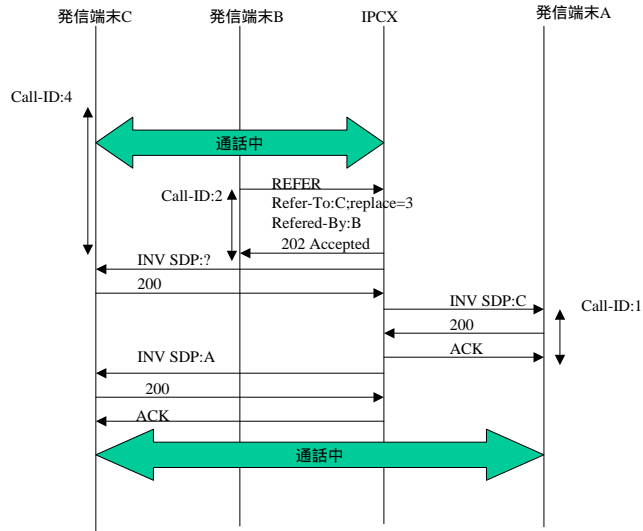 発信端末C
発信端末B
IPCX
発信端末A
Call-ID:4
通話中
REFER
Call-ID:2
Refer-To:C;replace=3
Refered-By:B
202 Accepted
INV SDP:?
200
INV SDP:C
Call-ID:1
200
ACK
INV SDP:A
200
ACK
通話中